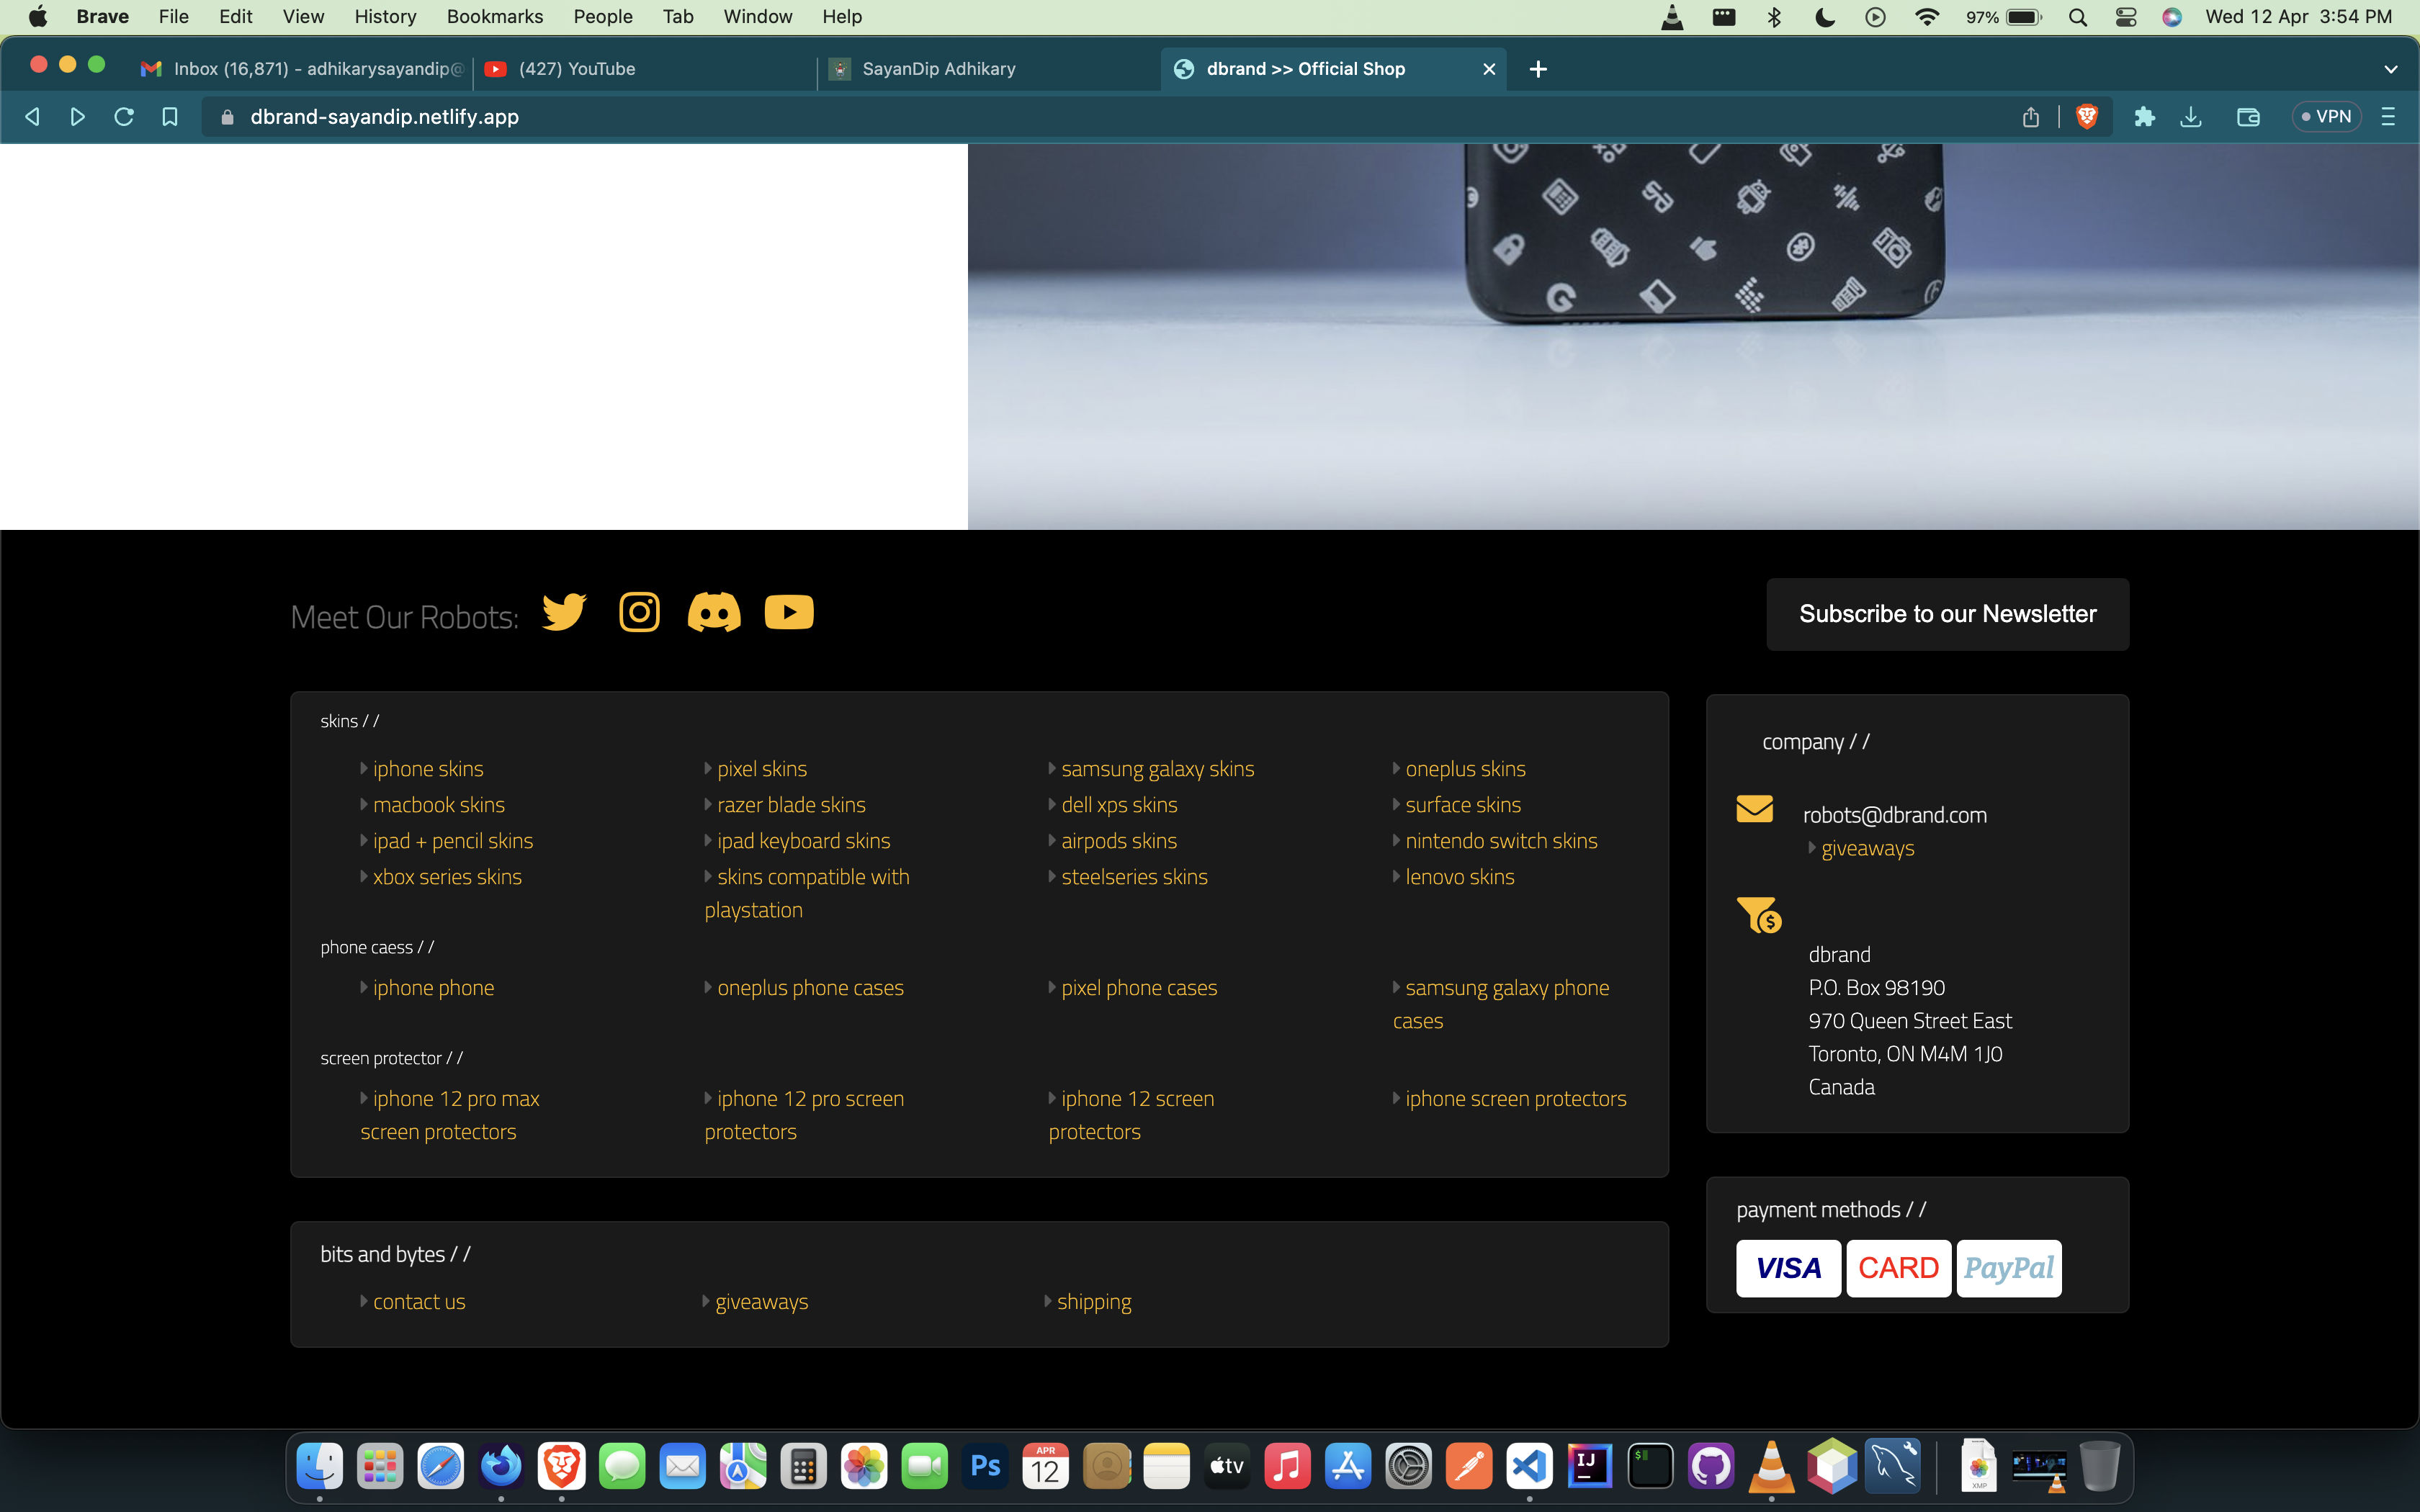 Brave File Edit View History Bookmarks People Tab Window Help 97% Wed 12 Apr 3:54 PM
Inbox (16,871) - adhikarysayandip@ (427) YouTube SayanDip Adhikary dbrand >> Official Shop
dbrand-sayandip.netlify.app VPN
Meet Our Robots:
Subscribe to our Newsletter
skins / /
iphone skins pixel skins samsung galaxy skins oneplus skins
macbook skins razer blade skins dell xps skins surface skins
ipad + pencil skins ipad keyboard skins airpods skins nintendo switch skins
xbox series skins skins compatible with steelseries skins lenovo skins
playstation
phone caess / /
iphone phone oneplus phone cases pixel phone cases samsung galaxy phone
cases
screen protector / /
iphone 12 pro max iphone 12 pro screen iphone 12 screen iphone screen protectors
screen protectors protectors protectors
bits and bytes / /
contact us giveaways shipping
company / /
robots@dbrand.com
giveaways
dbrand
P.O. Box 98190
970 Queen Street East
Toronto, ON M4M 1J0
Canada
payment methods / /
VISA CARD PayPal
Ps APR 12 tv IJ $ XMP